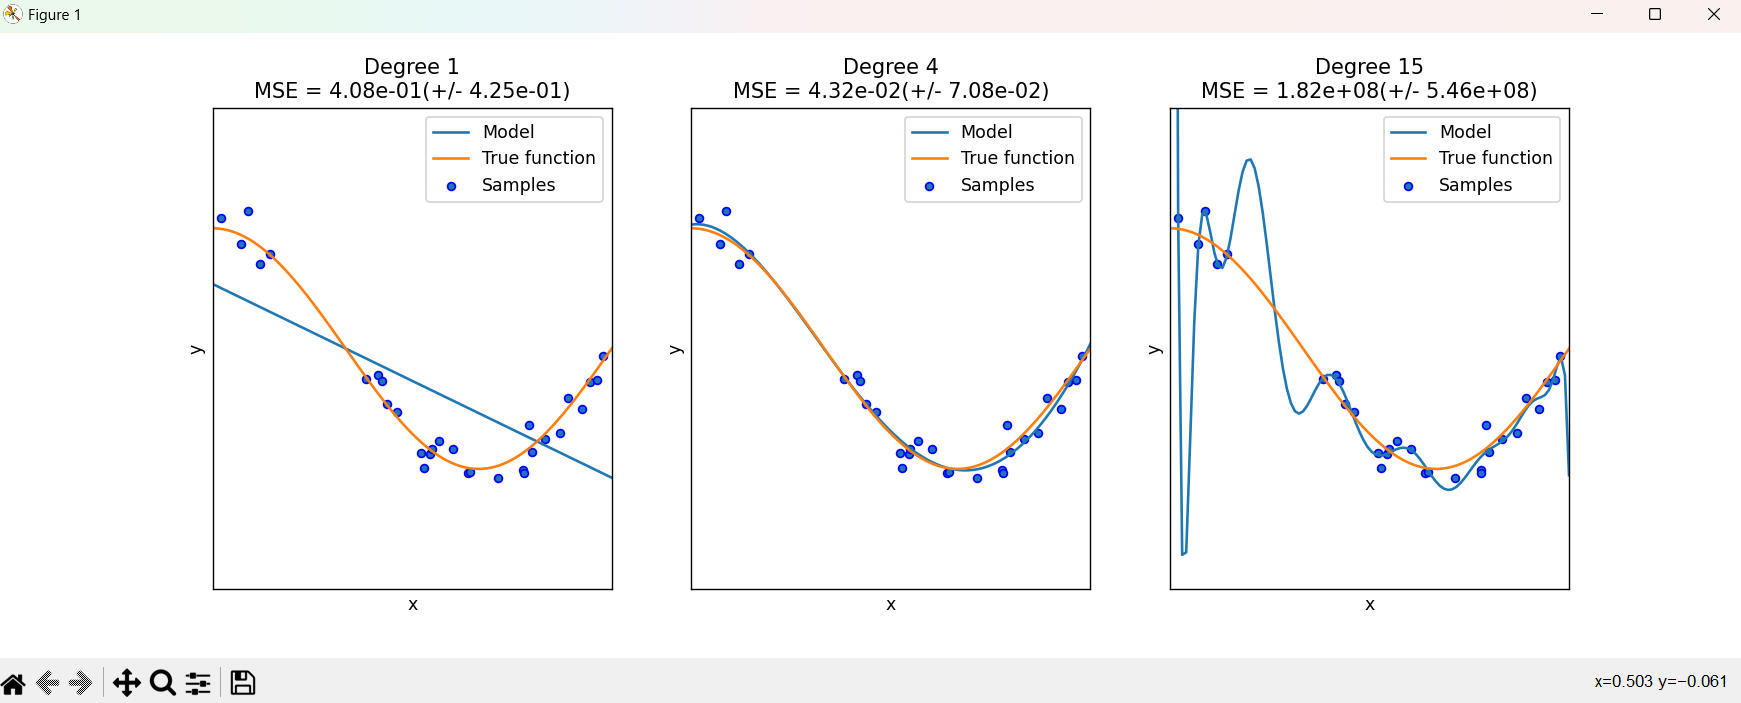 Figure 1
Degree 1
MSE = 4.08e-01(+/- 4.25e-01)
Model
True function
Samples
y
x
Degree 4
MSE = 4.32e-02(+/- 7.08e-02)
Model
True function
Samples
y
x
Degree 15
MSE = 1.82e+08(+/- 5.46e+08)
Model
True function
Samples
y
x
x=0.503 y=−0.061